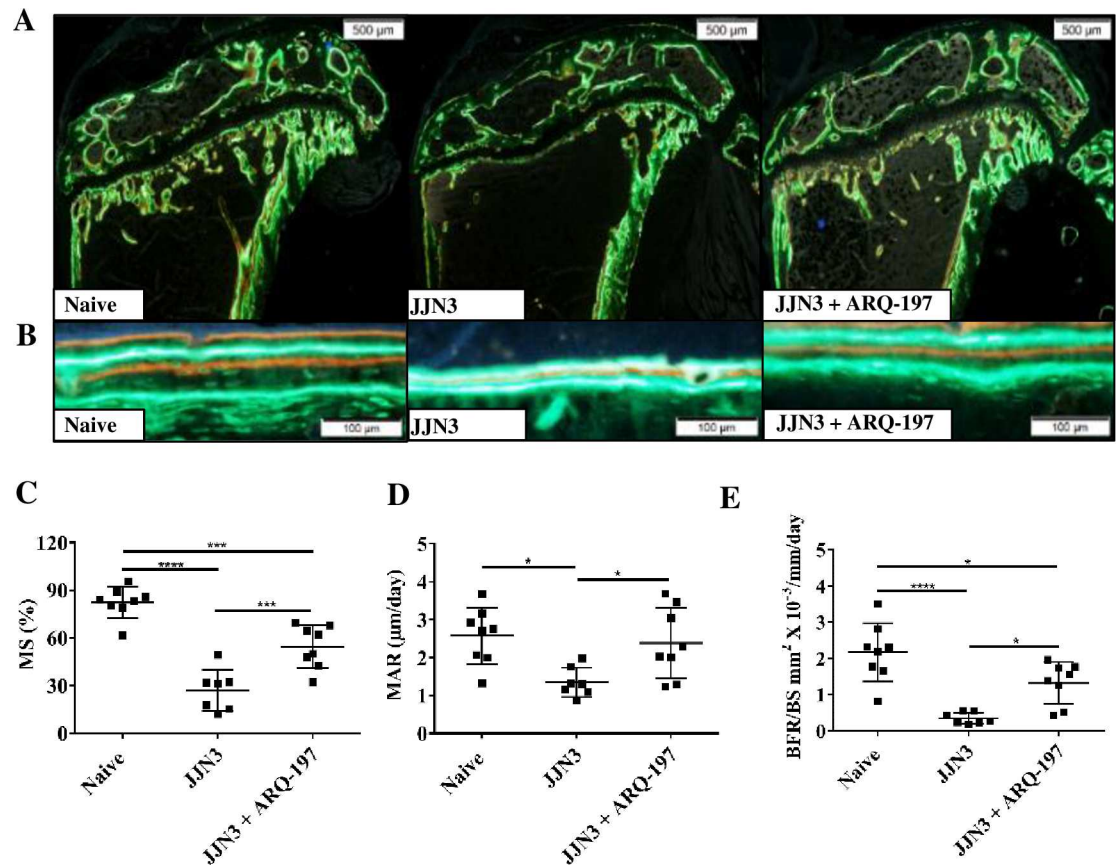 A
500 µm
500 µm
500 µm
Naive
JJN3
JJN3 + ARQ-197
B
Naive
100 µm
JJN3
100 µm
JJN3 + ARQ-197
100 µm
C
MS (%)
120
90
60
30
0
***
****
***
Naive
JJN3
JJN3 + ARQ-197
D
MAR (µm/day)
5
4
3
2
1
0
*
*
Naive
JJN3
JJN3 + ARQ-197
E
BFR/BS mm² X 10⁻³/mm/day
5
4
3
2
1
0
*
****
*
Naive
JJN3
JJN3 + ARQ-197